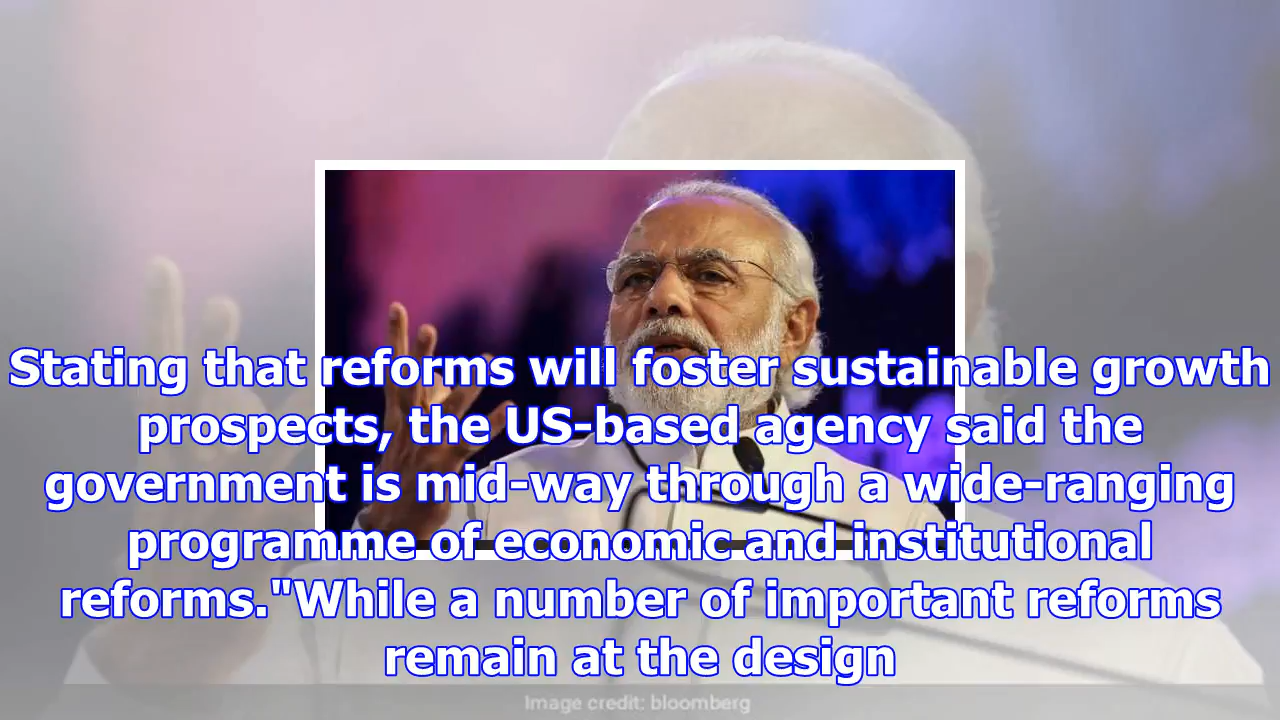 Stating that reforms will foster sustainable growth
prospects, the US-based agency said the
government is mid-way through a wide-ranging
programme of economic and institutional
reforms."While a number of important reforms
remain at the design
Image credit: bloomberg